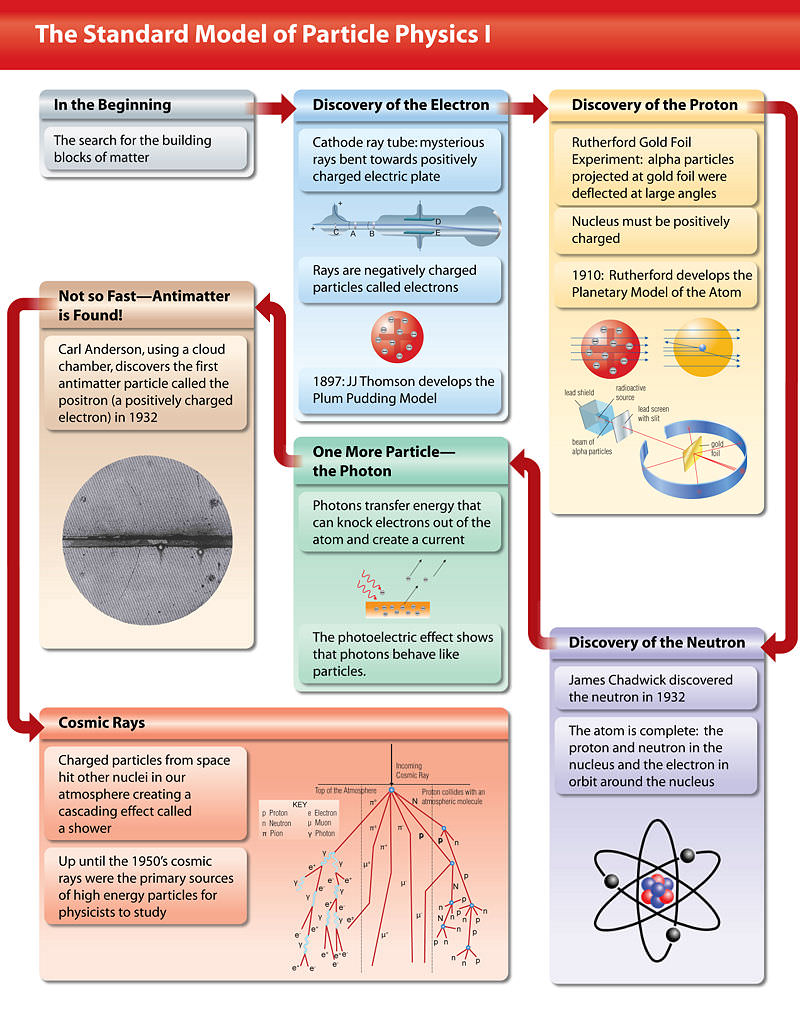 The Standard Model of Particle Physics I
In the Beginning
The search for the building
blocks of matter
Discovery of the Electron
Cathode ray tube: mysterious
rays bent towards positively
charged electric plate
+
+
C
A
B
D
E
-
Rays are negatively charged
particles called electrons
1897: JJ Thomson develops the
Plum Pudding Model
Discovery of the Proton
Rutherford Gold Foil
Experiment: alpha particles
projected at gold foil were
deflected at large angles
Nucleus must be positively
charged
1910: Rutherford develops the
Planetary Model of the Atom
lead shield
radioactive
source
lead screen
with slit
beam of
alpha particles
gold
foil
Discovery of the Neutron
James Chadwick discovered
the neutron in 1932
The atom is complete: the
proton and neutron in the
nucleus and the electron in
orbit around the nucleus
One More Particle—
the Photon
Photons transfer energy that
can knock electrons out of the
atom and create a current
The photoelectric effect shows
that photons behave like
particles.
Not so Fast—Antimatter
is Found!
Carl Anderson, using a cloud
chamber, discovers the first
antimatter particle called the
positron (a positively charged
electron) in 1932
Cosmic Rays
Charged particles from space
hit other nuclei in our
atmosphere creating a
cascading effect called
a shower
Up until the 1950's cosmic
rays were the primary sources
of high energy particles for
physicists to study
Incoming
Cosmic Ray
Top of the Atmosphere
Proton collides with an
atmospheric molecule
KEY
p Proton e Electron
n Neutron μ Muon
π Pion γ Photon